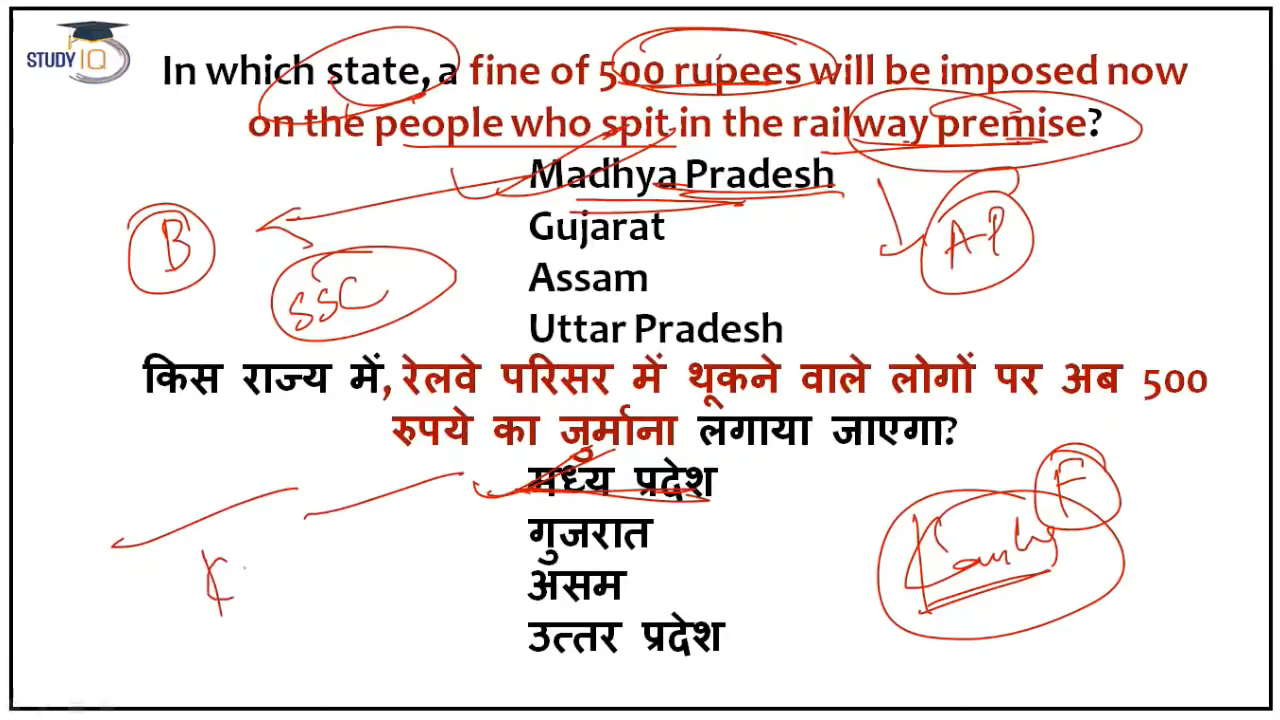 STUDY IQ
In which state, a fine of 500 rupees will be imposed now
on the people who spit in the railway premise?
Madhya Pradesh
Gujarat
Assam
Uttar Pradesh
B
SSC
AP
किस राज्य में, रेलवे परिसर में थूकने वाले लोगों पर अब 500
रुपये का जुर्माना लगाया जाएगा?
मध्य प्रदेश
गुजरात
असम
उत्तर प्रदेश
F